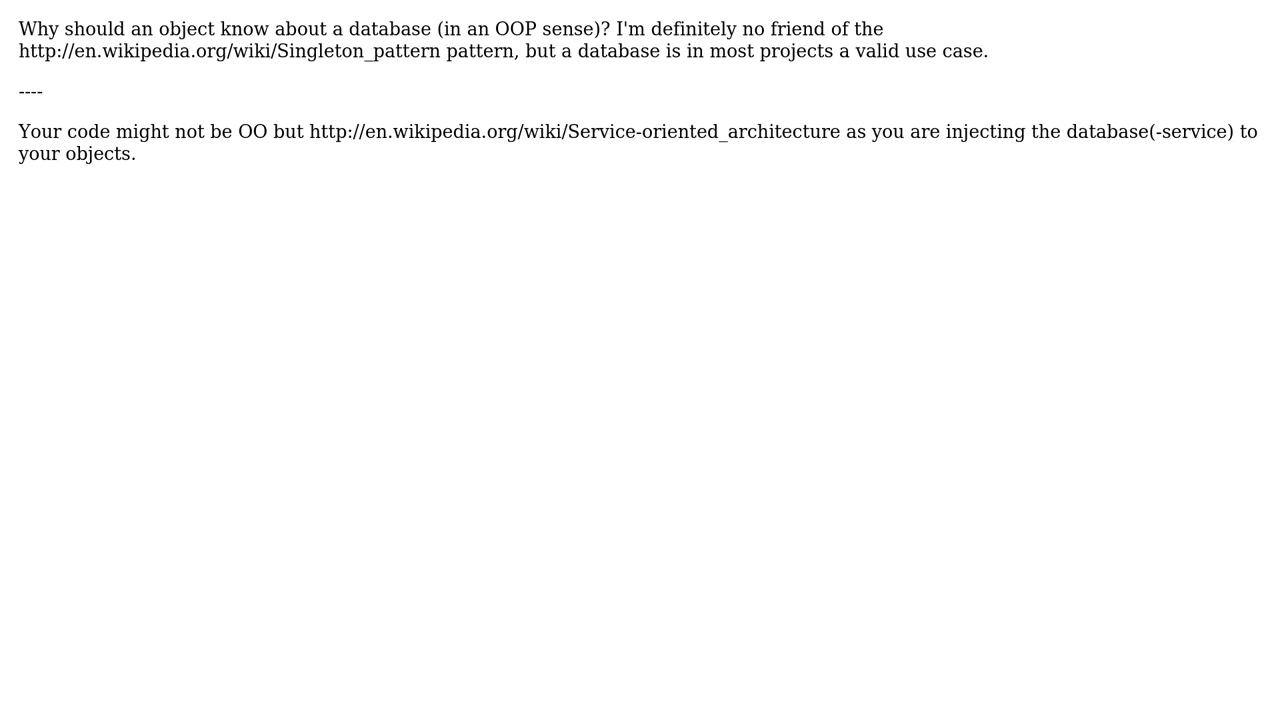 Why should an object know about a database (in an OOP sense)? I'm definitely no friend of the
http://en.wikipedia.org/wiki/Singleton_pattern pattern, but a database is in most projects a valid use case.
----
Your code might not be OO but http://en.wikipedia.org/wiki/Service-oriented_architecture as you are injecting the database(-service) to
your objects.